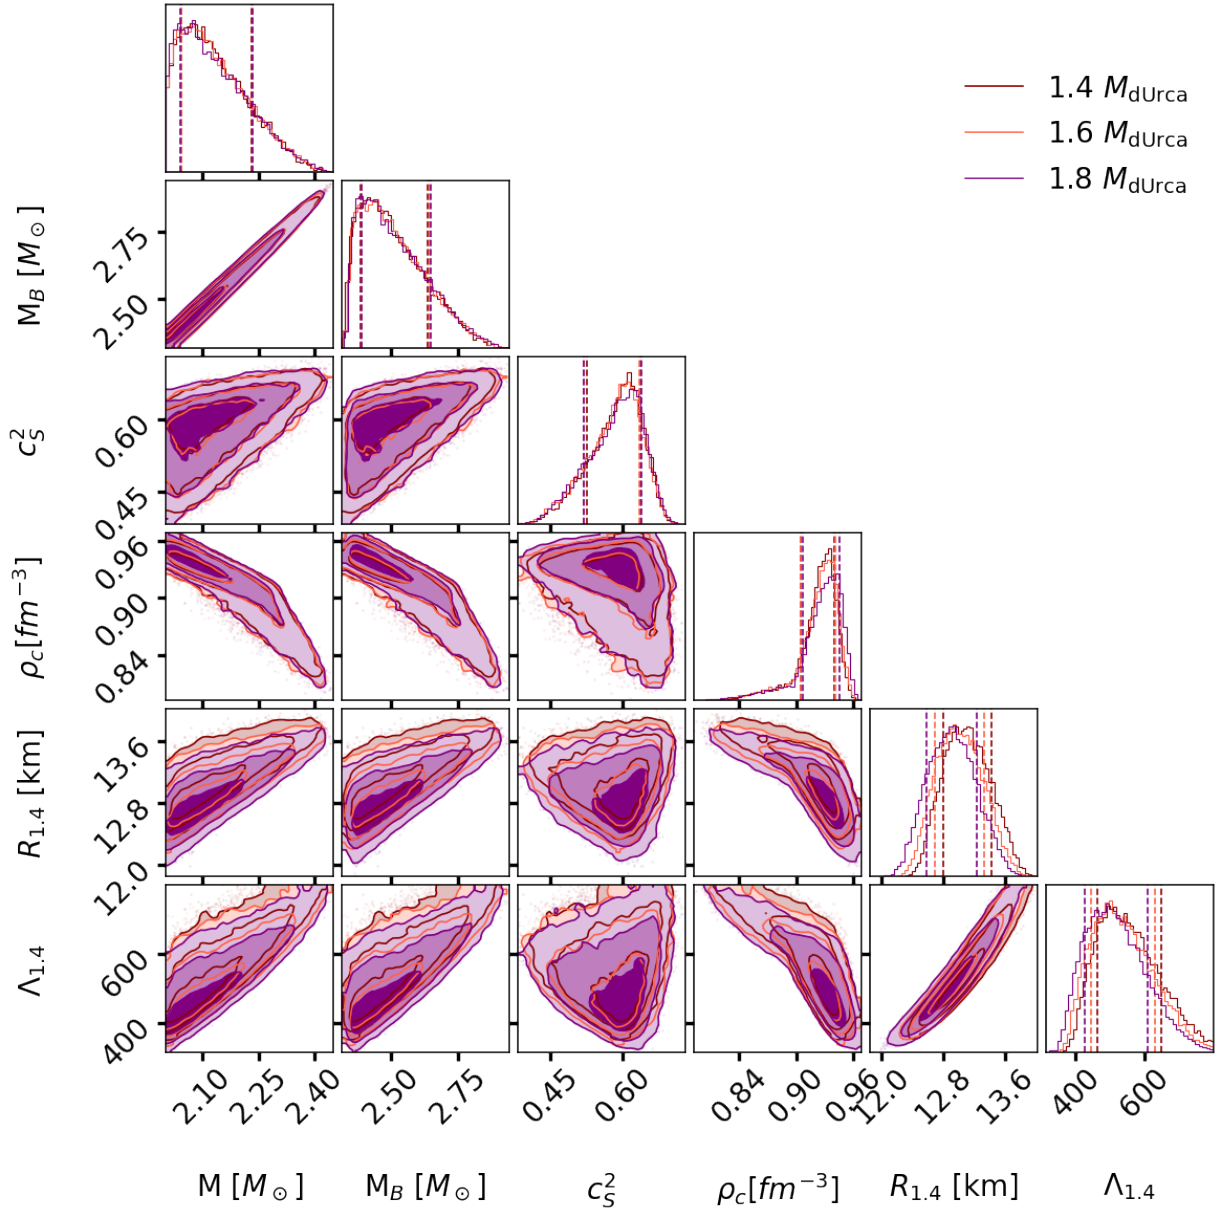 1.4 M_dUrca
1.6 M_dUrca
1.8 M_dUrca
M_B [M_⊙]
2.75
2.50
c_S^2
0.60
0.45
ρ_c[fm^−3]
0.96
0.90
0.84
R_1.4 [km]
13.6
12.8
12.0
Λ_1.4
600
400
2.10 2.25 2.40 2.50 2.75 0.45 0.60 0.84 0.90 0.96 12.0 12.8 13.6 400 600
M [M_⊙] M_B [M_⊙] c_S^2 ρ_c[fm^−3] R_1.4 [km] Λ_1.4